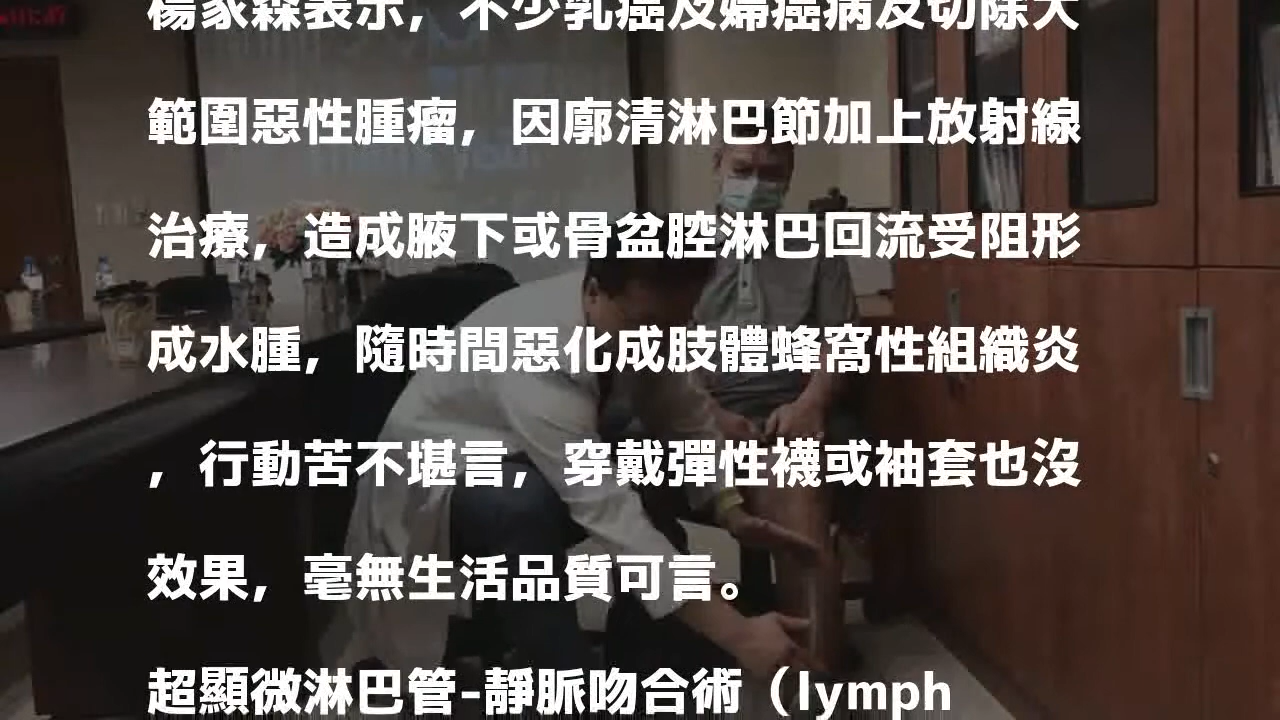 楊家森表示，不少乳癌及婦癌病友切除大
範圍惡性腫瘤，因廓清淋巴節加上放射線
治療，造成腋下或骨盆腔淋巴回流受阻形
成水腫，隨時間惡化成肢體蜂窩性組織炎
，行動苦不堪言，穿戴彈性襪或袖套也沒
效果，毫無生活品質可言。
超顯微淋巴管-靜脈吻合術（lymph